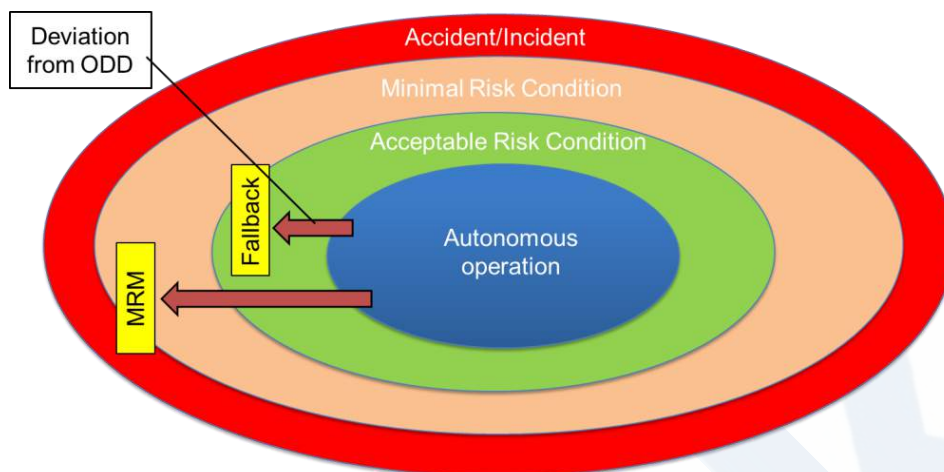 Deviation
from ODD
Accident/Incident
Minimal Risk Condition
Acceptable Risk Condition
Fallback
Autonomous
operation
MRM